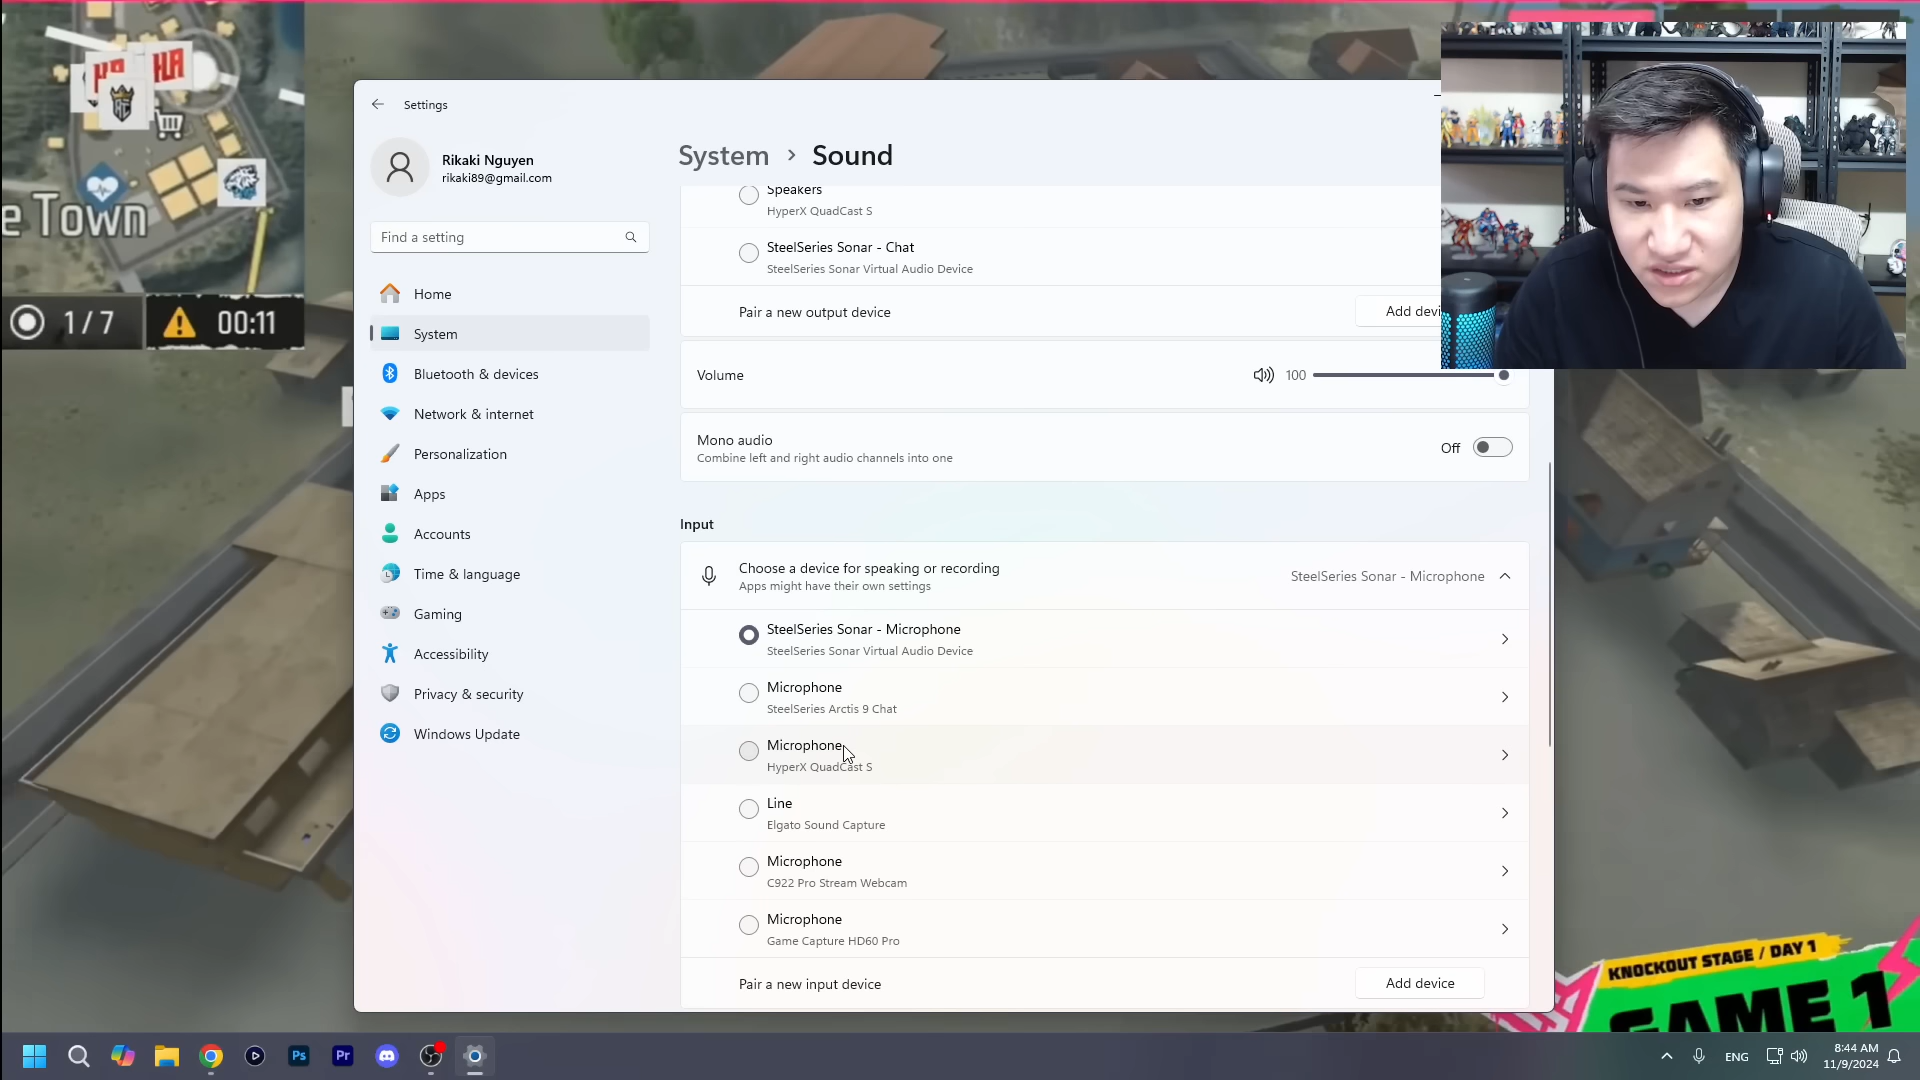 e Town
1 / 7
00:11
Settings
Rikaki Nguyen
rikaki89@gmail.com
Find a setting
Home
System
Bluetooth & devices
Network & internet
Personalization
Apps
Accounts
Time & language
Gaming
Accessibility
Privacy & security
Windows Update
System > Sound
Speakers
HyperX QuadCast S
SteelSeries Sonar - Chat
SteelSeries Sonar Virtual Audio Device
Pair a new output device
Add devi
Volume
100
Mono audio
Combine left and right audio channels into one
Off
Input
Choose a device for speaking or recording
Apps might have their own settings
SteelSeries Sonar - Microphone
SteelSeries Sonar - Microphone
SteelSeries Sonar Virtual Audio Device
Microphone
SteelSeries Arctis 9 Chat
Microphone
HyperX QuadCast S
Line
Elgato Sound Capture
Microphone
C922 Pro Stream Webcam
Microphone
Game Capture HD60 Pro
Pair a new input device
Add device
KNOCKOUT STAGE / DAY 1
GAME 1
Ps
Pr
ENG
8:44 AM
11/9/2024